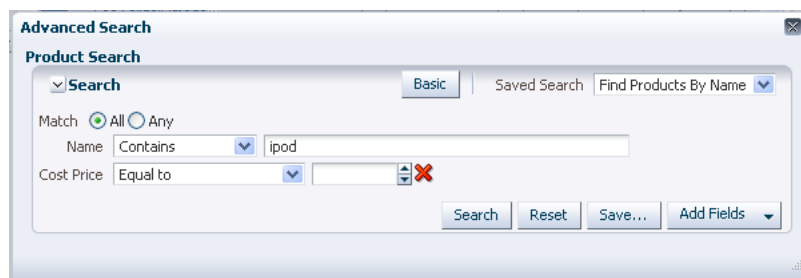 Advanced Search
Product Search
Search Basic Saved Search Find Products By Name
Match All Any
Name Contains ipod
Cost Price Equal to
Search Reset Save... Add Fields